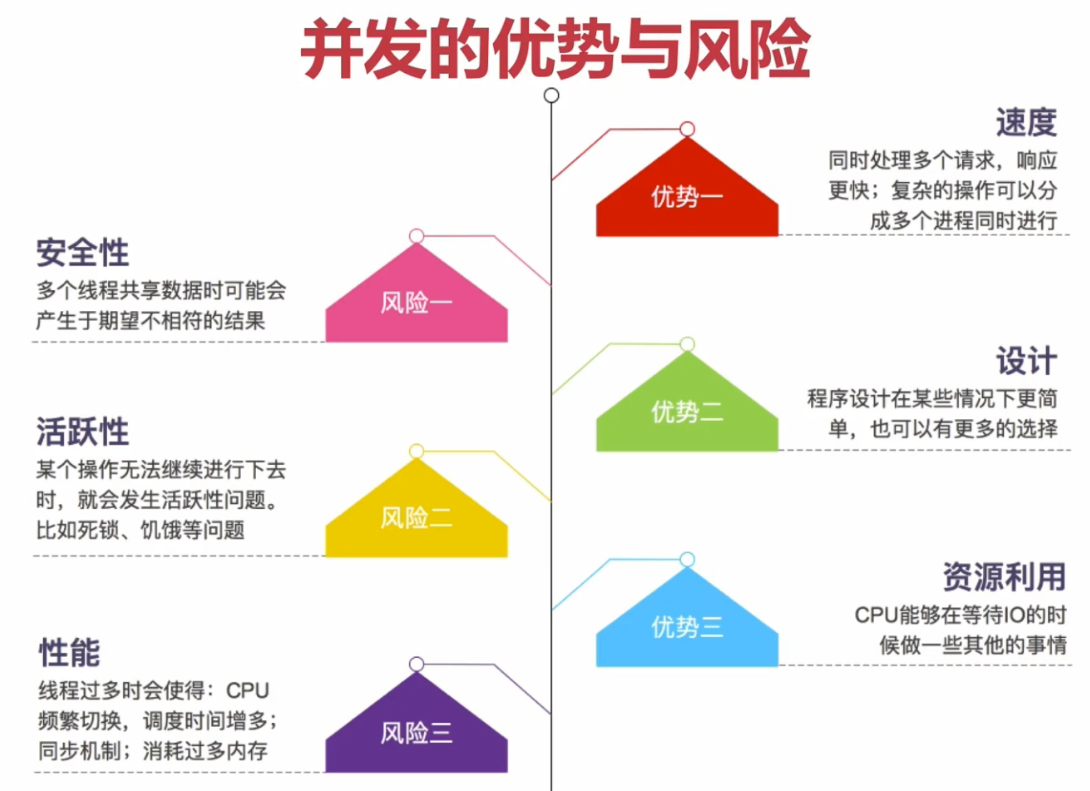 并发的优势与风险
速度
同时处理多个请求，响应
更快；复杂的操作可以分
成多个进程同时进行
优势一
安全性
多个线程共享数据时可能会
产生于期望不相符的结果
风险一
设计
程序设计在某些情况下更简
单，也可以有更多的选择
优势二
活跃性
某个操作无法继续进行下去
时，就会发生活跃性问题。
比如死锁、饥饿等问题
风险二
资源利用
CPU能够在等待IO的时
候做一些其他的事情
优势三
性能
线程过多时会使得：CPU
频繁切换，调度时间增多；
同步机制；消耗过多内存
风险三